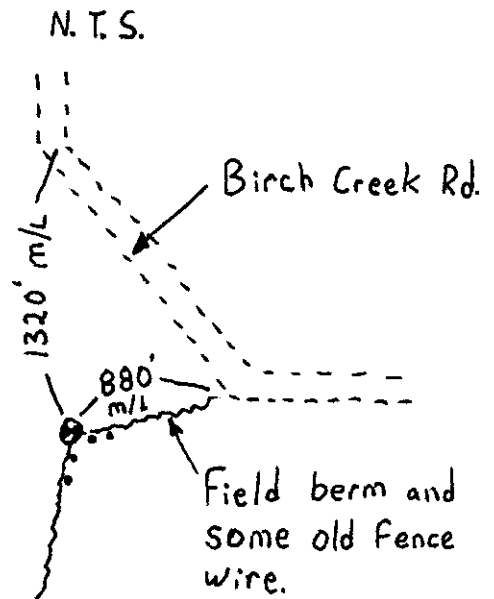 N. T. S.
Birch Creek Rd.
1320' m/L
880'
m/L
Field berm and
some old Fence
wire.